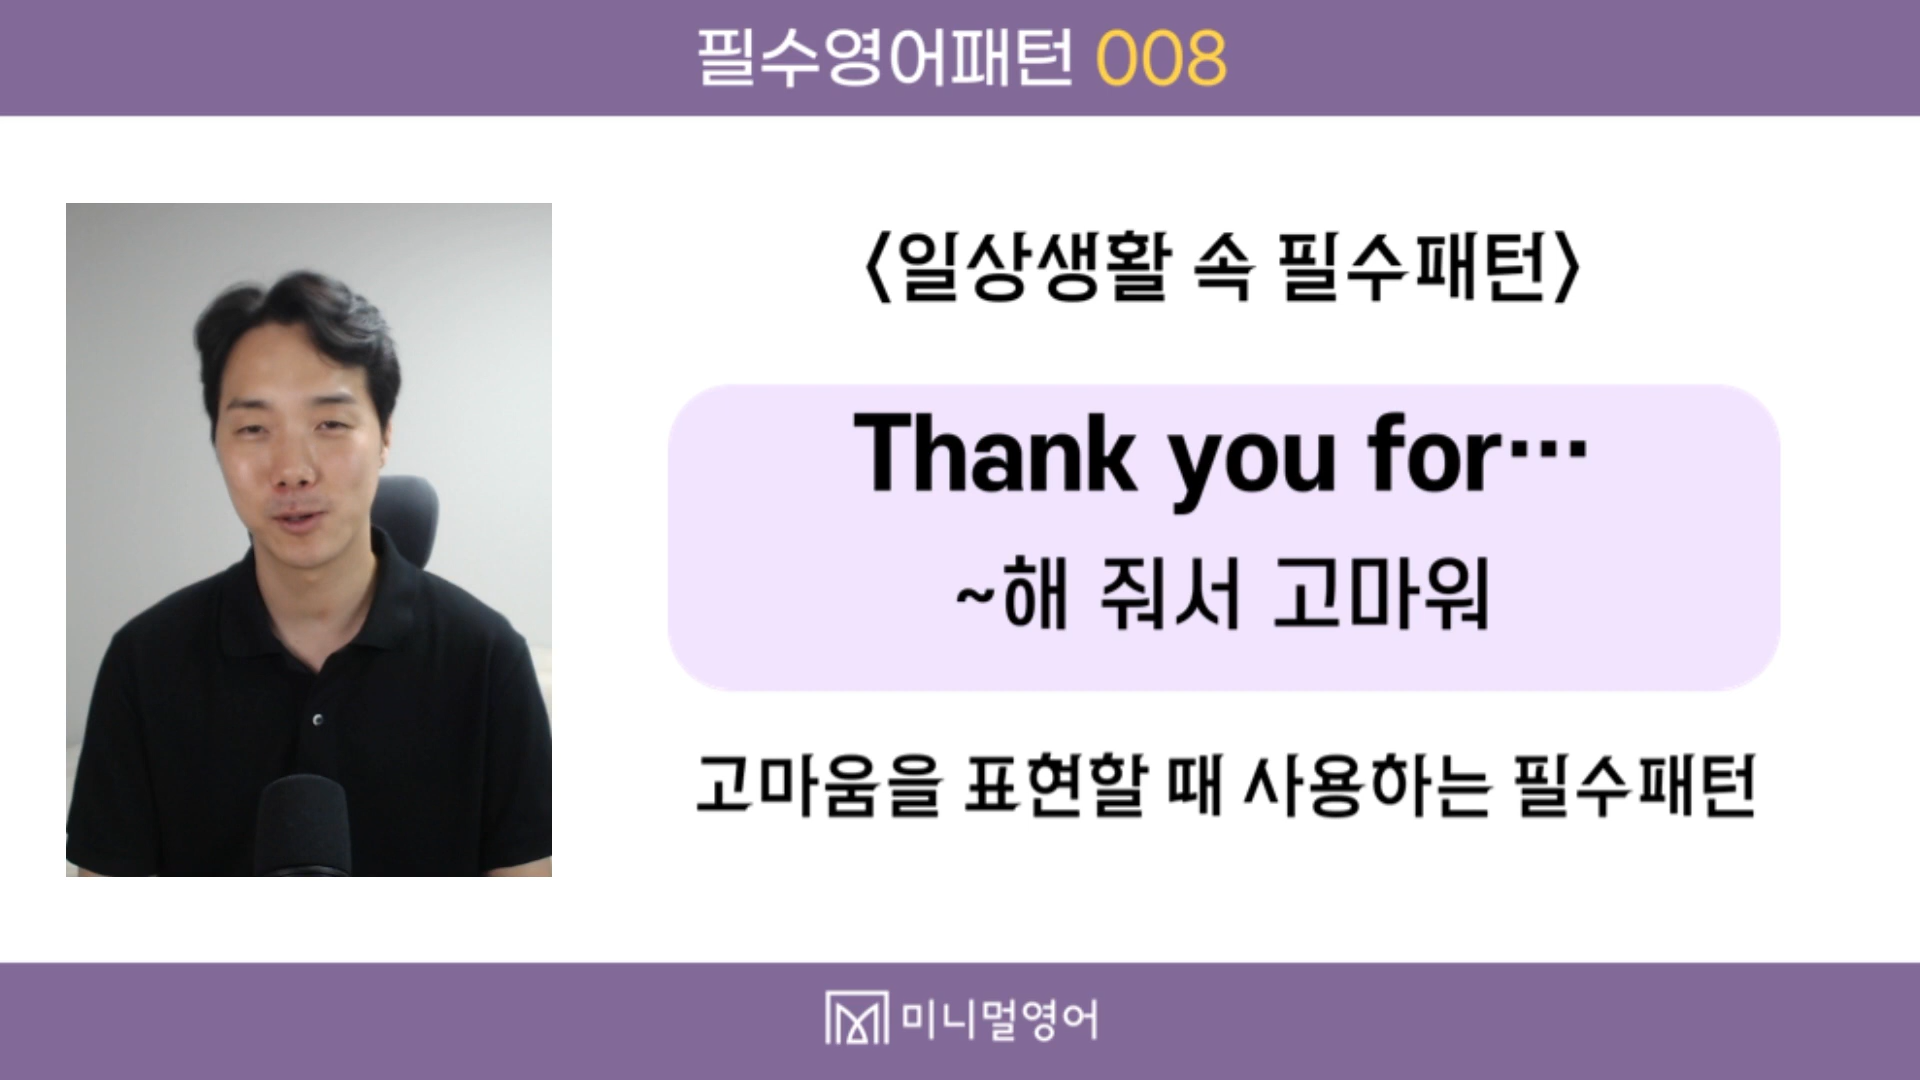 필수영어패턴 008
〈일상생활 속 필수패턴〉
Thank you for···
~해 줘서 고마워
고마움을 표현할 때 사용하는 필수패턴
미니멀영어